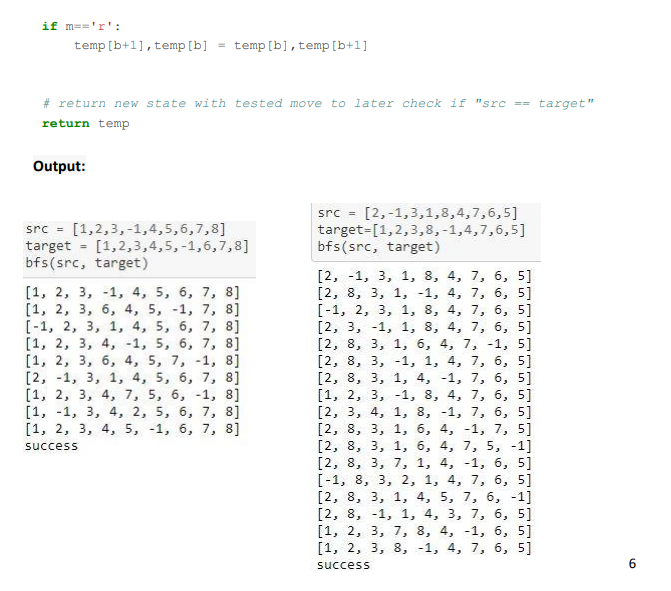 if m=='r':
temp[b+1],temp[b] = temp[b],temp[b+1]
# return new state with tested move to later check if "src == target"
return temp
Output:
src = [1,2,3,-1,4,5,6,7,8]
target = [1,2,3,4,5,-1,6,7,8]
bfs(src, target)
[1, 2, 3, -1, 4, 5, 6, 7, 8]
[1, 2, 3, 6, 4, 5, -1, 7, 8]
[-1, 2, 3, 1, 4, 5, 6, 7, 8]
[1, 2, 3, 4, -1, 5, 6, 7, 8]
[1, 2, 3, 6, 4, 5, 7, -1, 8]
[2, -1, 3, 1, 4, 5, 6, 7, 8]
[1, 2, 3, 4, 7, 5, 6, -1, 8]
[1, -1, 3, 4, 2, 5, 6, 7, 8]
[1, 2, 3, 4, 5, -1, 6, 7, 8]
success
src = [2,-1,3,1,8,4,7,6,5]
target=[1,2,3,8,-1,4,7,6,5]
bfs(src, target)
[2, -1, 3, 1, 8, 4, 7, 6, 5]
[2, 8, 3, 1, -1, 4, 7, 6, 5]
[-1, 2, 3, 1, 8, 4, 7, 6, 5]
[2, 3, -1, 1, 8, 4, 7, 6, 5]
[2, 8, 3, 1, 6, 4, 7, -1, 5]
[2, 8, 3, -1, 1, 4, 7, 6, 5]
[2, 8, 3, 1, 4, -1, 7, 6, 5]
[1, 2, 3, -1, 8, 4, 7, 6, 5]
[2, 3, 4, 1, 8, -1, 7, 6, 5]
[2, 8, 3, 1, 6, 4, -1, 7, 5]
[2, 8, 3, 1, 6, 4, 7, 5, -1]
[2, 8, 3, 7, 1, 4, -1, 6, 5]
[-1, 8, 3, 2, 1, 4, 7, 6, 5]
[2, 8, 3, 1, 4, 5, 7, 6, -1]
[2, 8, -1, 1, 4, 3, 7, 6, 5]
[1, 2, 3, 7, 8, 4, -1, 6, 5]
[1, 2, 3, 8, -1, 4, 7, 6, 5]
success
6